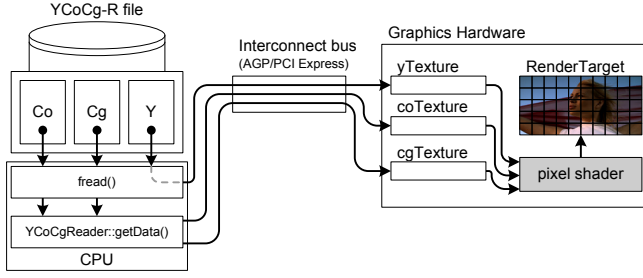 YCoCg-R file
Co
Cg
Y
fread()
YCoCgReader::getData()
CPU
Interconnect bus
(AGP/PCI Express)
Graphics Hardware
yTexture
coTexture
cgTexture
RenderTarget
pixel shader